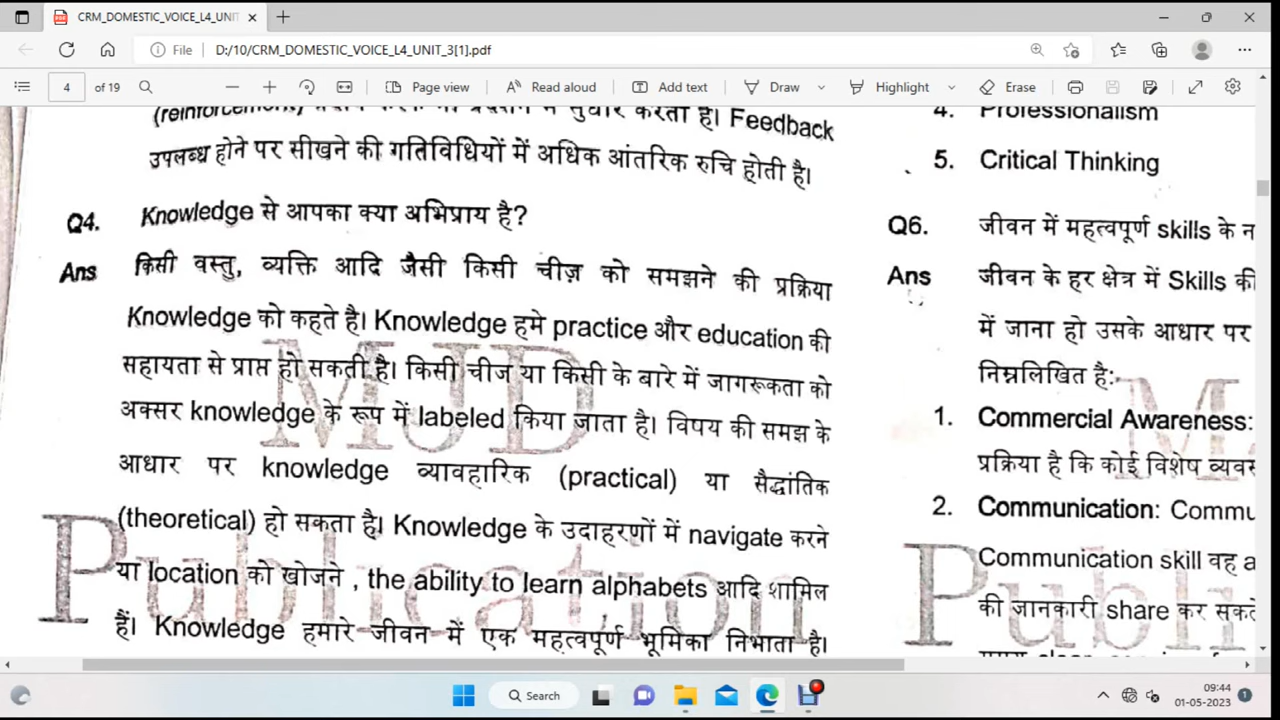 CRM_DOMESTIC_VOICE_L4_UNI
File D:/10/CRM_DOMESTIC_VOICE_L4_UNIT_3[1].pdf
4 of 19 Page view Read aloud Add text Draw Highlight Erase
(reinforcement) में सुधार करता है। Feedback
उपलब्ध होने पर सीखने की गतिविधियों में अधिक आंतरिक रुचि होती है।
Q4. Knowledge से आपका क्या अभिप्राय है?
Ans किसी वस्तु, व्यक्ति आदि जैसी किसी चीज़ को समझने की प्रक्रिया
Knowledge को कहते है। Knowledge हमे practice और education की
सहायता से प्राप्त हो सकती है। किसी चीज या किसी के बारे में जागरूकता को
अक्सर knowledge के रूप में labeled किया जाता है। विषय की समझ के
आधार पर knowledge व्यावहारिक (practical) या सैद्धांतिक
(theoretical) हो सकता है। Knowledge के उदाहरणों में navigate करने
या location को खोजने , the ability to learn alphabets आदि शामिल
हैं। Knowledge हमारे जीवन में एक महत्वपूर्ण भूमिका निभाता है।
4. Professionalism
5. Critical Thinking
Q6. जीवन में महत्वपूर्ण skills के न
Ans जीवन के हर क्षेत्र में Skills की
में जाना हो उसके आधार पर
निम्नलिखित है:
1. Commercial Awareness:
प्रक्रिया है कि कोई विशेष व्यवस
2. Communication: Commu
Communication skill वह a
की जानकारी share कर सकते
MJD
Publication
M
Publi
Search
09:44
01-05-2023
1